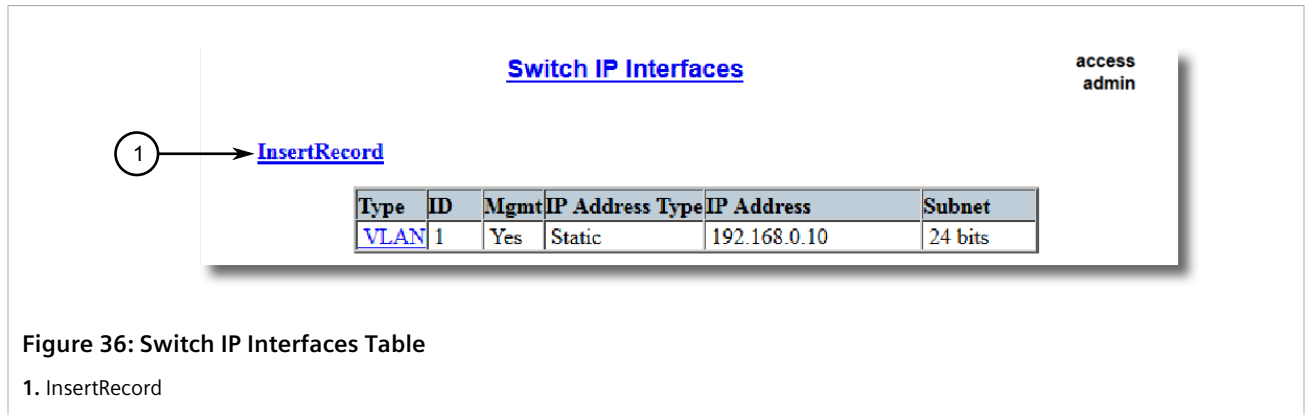 Switch IP Interfaces
access
admin
1
InsertRecord
Type ID Mgmt IP Address Type IP Address Subnet
VLAN 1 Yes Static 192.168.0.10 24 bits
Figure 36: Switch IP Interfaces Table
1. InsertRecord